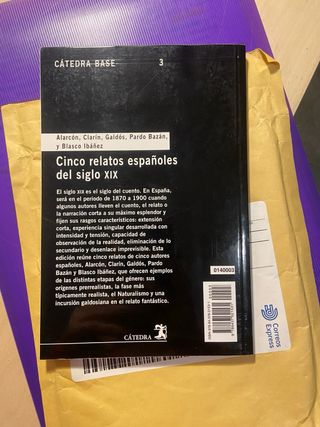 CÁTEDRA BASE 3
Alarcón, Clarín, Galdós, Pardo Bazán,
y Blasco Ibáñez
Cinco relatos españoles
del siglo XIX
El siglo XIX es el siglo del cuento. En España,
será en el período de 1870 a 1900 cuando
algunos autores lleven el cuento, el relato o
la narración corta a su máximo esplendor y
fijen sus rasgos característicos: extensión
corta, experiencia singular desarrollada con
intensidad y tensión, capacidad de
observación de la realidad, eliminación de lo
secundario y desenlace imprevisible. Esta
edición reúne cinco relatos de cinco autores
españoles, Alarcón, Clarín, Galdós, Pardo
Bazán y Blasco Ibáñez, que ofrecen ejemplos
de las distintas etapas del género: sus
orígenes prerrealistas, la fase más
típicamente realista, el Naturalismo y una
incursión galdosiana en el relato fantástico.
0140003
CÁTEDRA
Correos
Express